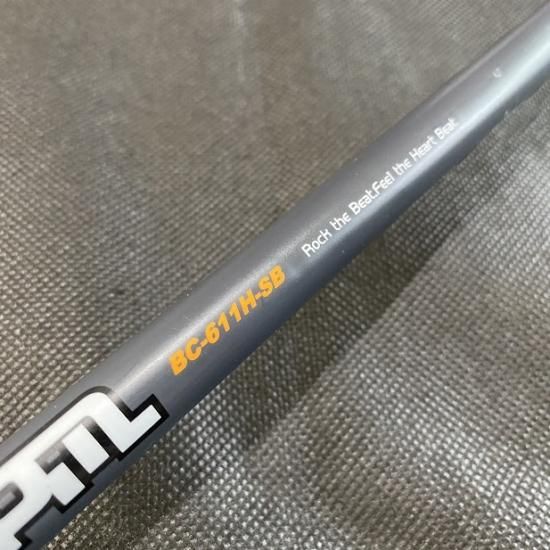 BC-611H-SB
Rock the Beat.Feel the Heart Beat